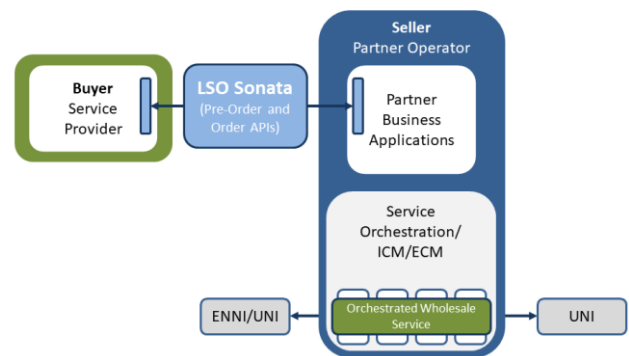 Seller
Partner Operator
Buyer
Service
Provider
LSO Sonata
(Pre-Order and
Order APIs)
Partner
Business
Applications
Service
Orchestration/
ICM/ECM
ENNI/UNI
Orchestrated Wholesale
Service
UNI